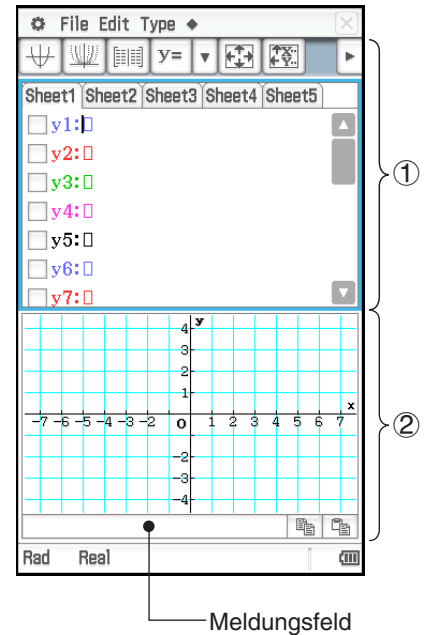 File Edit Type
y=
Sheet1 Sheet2 Sheet3 Sheet4 Sheet5
y1:
y2:
y3:
y4:
y5:
y6:
y7:
①
y
4
3
2
1
x
-7 -6 -5 -4 -3 -2 0 1 2 3 4 5 6 7
-2
-3
-4
②
Rad Real
Meldungsfeld